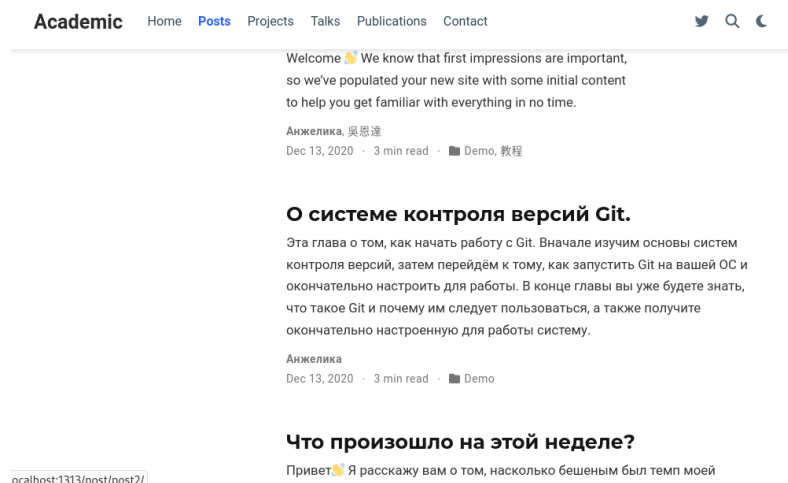 Academic Home Posts Projects Talks Publications Contact
Welcome 👋 We know that first impressions are important,
so we've populated your new site with some initial content
to help you get familiar with everything in no time.
Анжелика, 吳恩達
Dec 13, 2020 · 3 min read · Demo, 教程
О системе контроля версий Git.
Эта глава о том, как начать работу с Git. Вначале изучим основы систем
контроля версий, затем перейдём к тому, как запустить Git на вашей ОС и
окончательно настроить для работы. В конце главы вы уже будете знать,
что такое Git и почему им следует пользоваться, а также получите
окончательно настроенную для работы систему.
Анжелика
Dec 13, 2020 · 3 min read · Demo
Что произошло на этой неделе?
Привет👋 Я расскажу вам о том, насколько бешеным был темп моей
ocalhost:1313/post/post2/